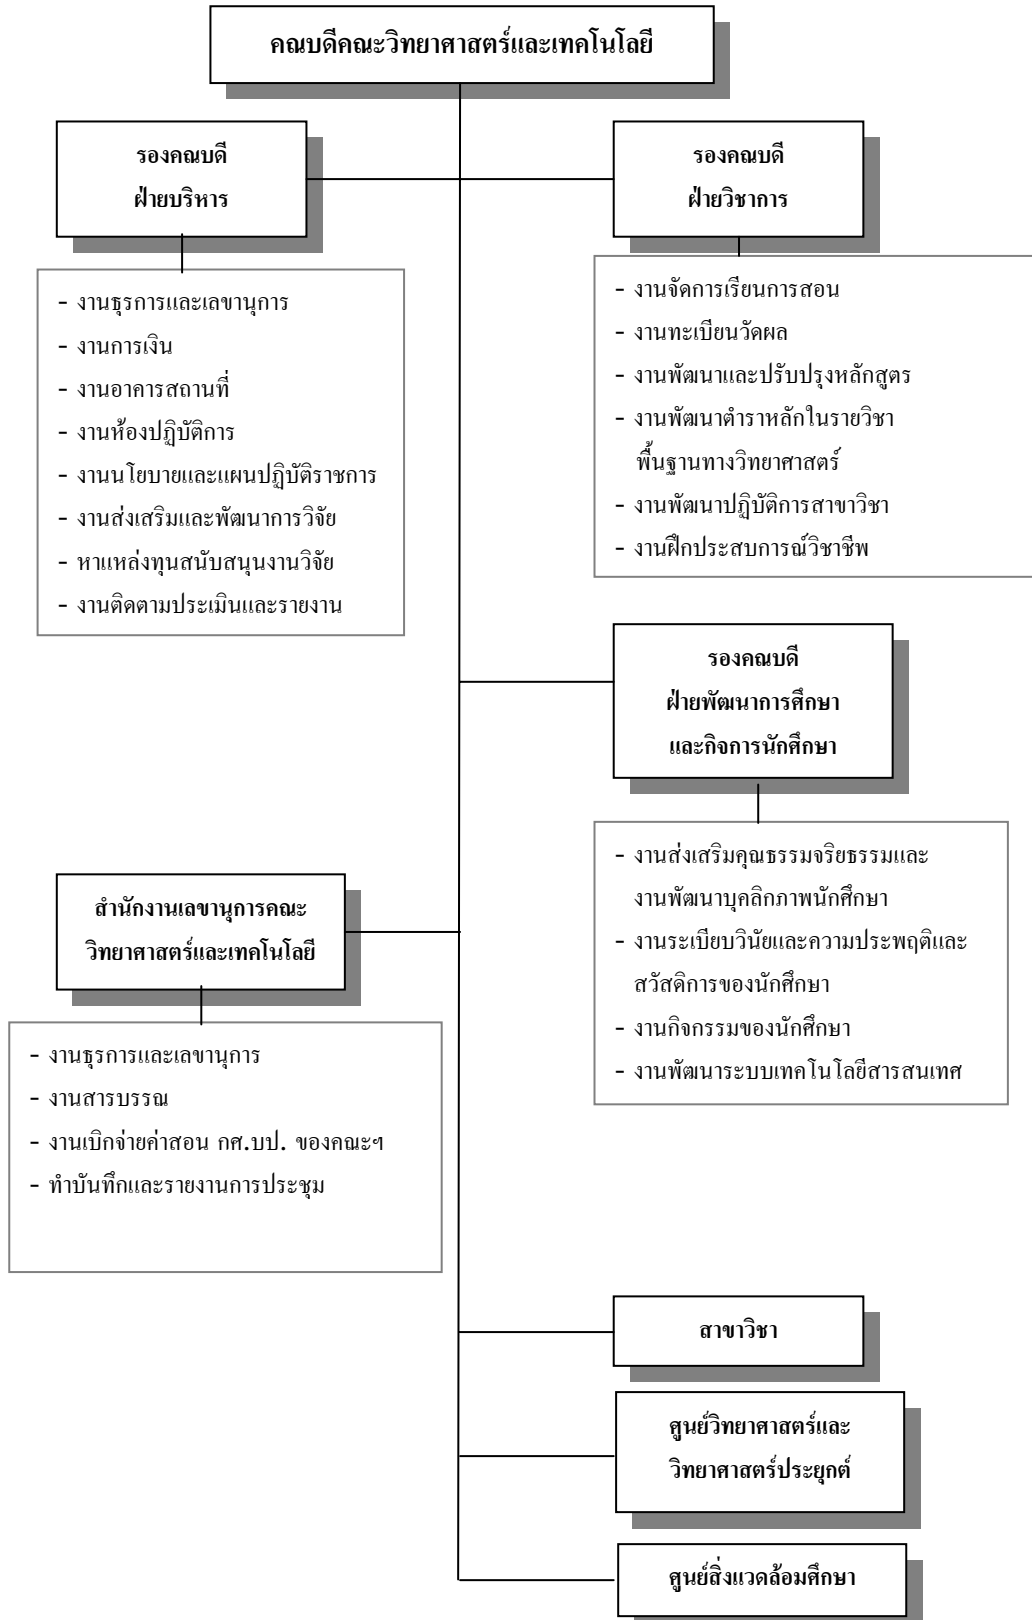 คณบดีคณะวิทยาศาสตร์และเทคโนโลยี
รองคณบดี
ฝ่ายบริหาร
- งานธุรการและเลขานุการ
- งานการเงิน
- งานอาคารสถานที่
- งานห้องปฏิบัติการ
- งานนโยบายและแผนปฏิบัติราชการ
- งานส่งเสริมและพัฒนาการวิจัย
- หาแหล่งทุนสนับสนุนงานวิจัย
- งานติดตามประเมินและรายงาน
รองคณบดี
ฝ่ายวิชาการ
- งานจัดการเรียนการสอน
- งานทะเบียนวัดผล
- งานพัฒนาและปรับปรุงหลักสูตร
- งานพัฒนาตำราหลักในรายวิชา
พื้นฐานทางวิทยาศาสตร์
- งานพัฒนาปฏิบัติการสาขาวิชา
- งานฝึกประสบการณ์วิชาชีพ
รองคณบดี
ฝ่ายพัฒนาการศึกษา
และกิจการนักศึกษา
- งานส่งเสริมคุณธรรมจริยธรรมและ
งานพัฒนาบุคลิกภาพนักศึกษา
- งานระเบียบวินัยและความประพฤติและ
สวัสดิการของนักศึกษา
- งานกิจกรรมของนักศึกษา
- งานพัฒนาระบบเทคโนโลยีสารสนเทศ
สำนักงานเลขานุการคณะ
วิทยาศาสตร์และเทคโนโลยี
- งานธุรการและเลขานุการ
- งานสารบรรณ
- งานเบิกจ่ายค่าสอน กศ.บป. ของคณะฯ
- ทำบันทึกและรายงานการประชุม
สาขาวิชา
ศูนย์วิทยาศาสตร์และ
วิทยาศาสตร์ประยุกต์
ศูนย์สิ่งแวดล้อมศึกษา